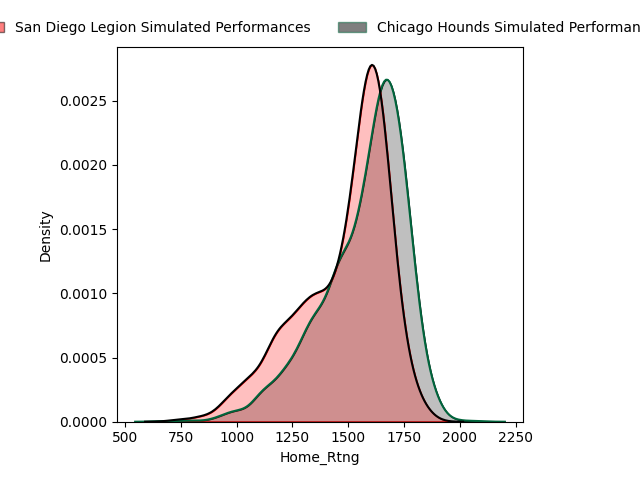 San Diego Legion Simulated Performances
Chicago Hounds Simulated Performan
0.0025
0.0020
0.0015
0.0010
0.0005
0.0000
Density
500 750 1000 1250 1500 1750 2000 2250
Home_Rtng